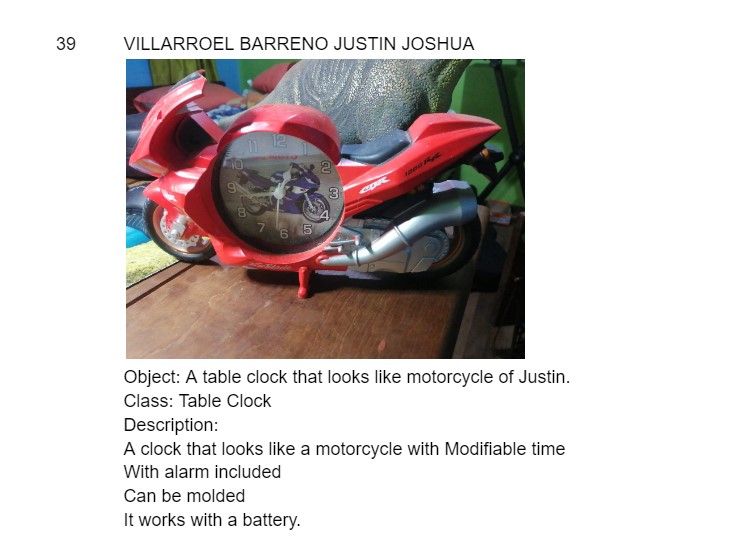 39 VILLARROEL BARRENO JUSTIN JOSHUA
11 12 1
10 2
9 3
8 4
7 6 5
CBR 1000 
Object: A table clock that looks like motorcycle of Justin.
Class: Table Clock
Description:
A clock that looks like a motorcycle with Modifiable time
With alarm included
Can be molded
It works with a battery.